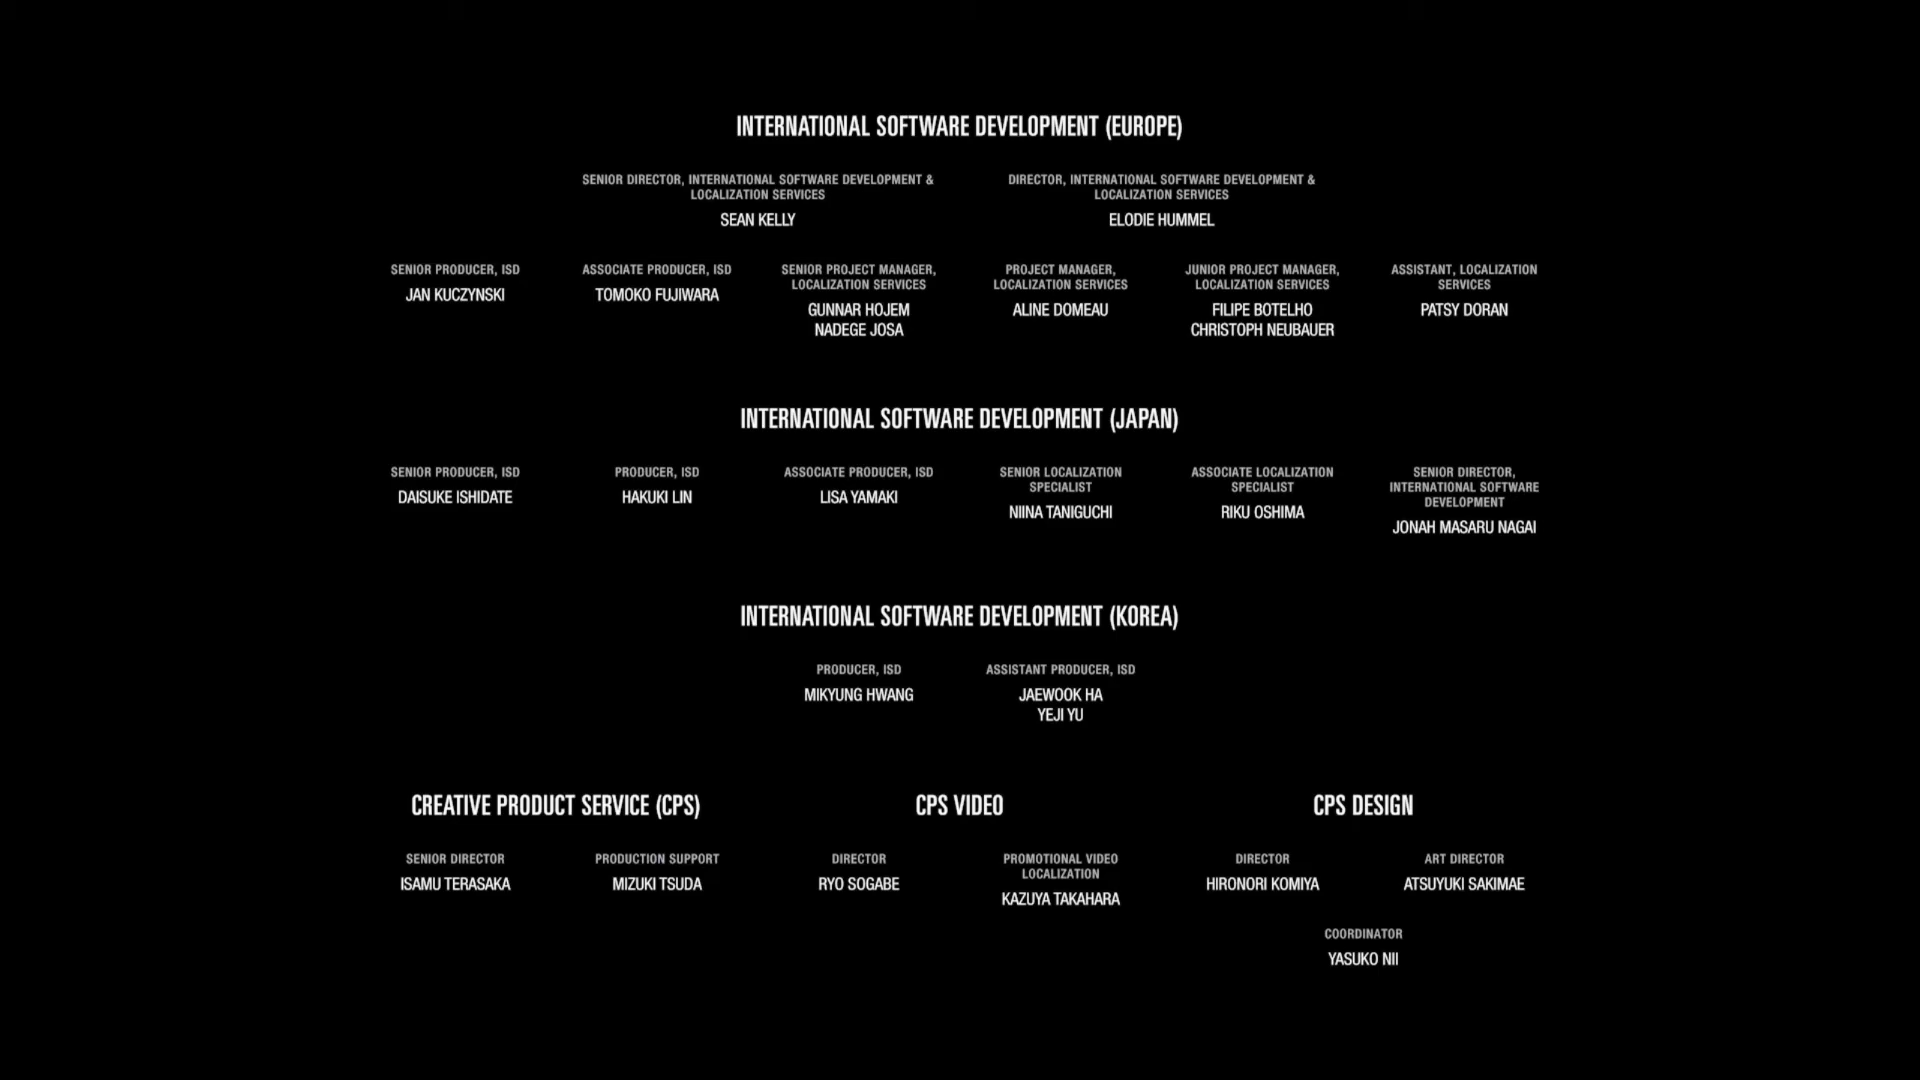 INTERNATIONAL SOFTWARE DEVELOPMENT (EUROPE)
SENIOR DIRECTOR, INTERNATIONAL SOFTWARE DEVELOPMENT &
LOCALIZATION SERVICES
SEAN KELLY
DIRECTOR, INTERNATIONAL SOFTWARE DEVELOPMENT &
LOCALIZATION SERVICES
ELODIE HUMMEL
SENIOR PRODUCER, ISD
JAN KUCZYNSKI
ASSOCIATE PRODUCER, ISD
TOMOKO FUJIWARA
SENIOR PROJECT MANAGER,
LOCALIZATION SERVICES
GUNNAR HOJEM
NADEGE JOSA
PROJECT MANAGER,
LOCALIZATION SERVICES
ALINE DOMEAU
JUNIOR PROJECT MANAGER,
LOCALIZATION SERVICES
FILIPE BOTELHO
CHRISTOPH NEUBAUER
ASSISTANT, LOCALIZATION
SERVICES
PATSY DORAN
INTERNATIONAL SOFTWARE DEVELOPMENT (JAPAN)
SENIOR PRODUCER, ISD
DAISUKE ISHIDATE
PRODUCER, ISD
HAKUKI LIN
ASSOCIATE PRODUCER, ISD
LISA YAMAKI
SENIOR LOCALIZATION
SPECIALIST
NIINA TANIGUCHI
ASSOCIATE LOCALIZATION
SPECIALIST
RIKU OSHIMA
SENIOR DIRECTOR,
INTERNATIONAL SOFTWARE
DEVELOPMENT
JONAH MASARU NAGAI
INTERNATIONAL SOFTWARE DEVELOPMENT (KOREA)
PRODUCER, ISD
MIKYUNG HWANG
ASSISTANT PRODUCER, ISD
JAEWOOK HA
YEJI YU
CREATIVE PRODUCT SERVICE (CPS)
SENIOR DIRECTOR
ISAMU TERASAKA
PRODUCTION SUPPORT
MIZUKI TSUDA
CPS VIDEO
DIRECTOR
RYO SOGABE
PROMOTIONAL VIDEO
LOCALIZATION
KAZUYA TAKAHARA
CPS DESIGN
DIRECTOR
HIRONORI KOMIYA
ART DIRECTOR
ATSUYUKI SAKIMAE
COORDINATOR
YASUKO NII